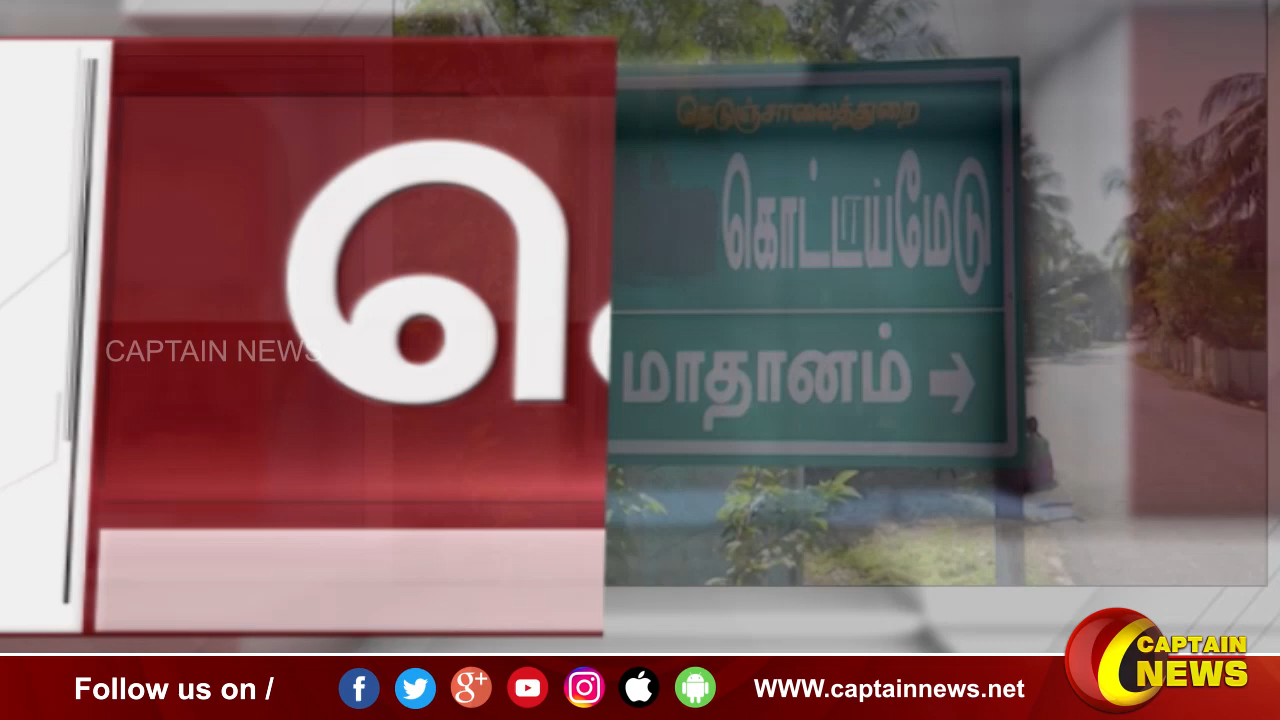 நெடுஞ்சாலைத்துறை
கொட்டாய்மேடு
மாதானம்
CAPTAIN NEWS
Follow us on /
WWW.captainnews.net
CAPTAIN
NEWS